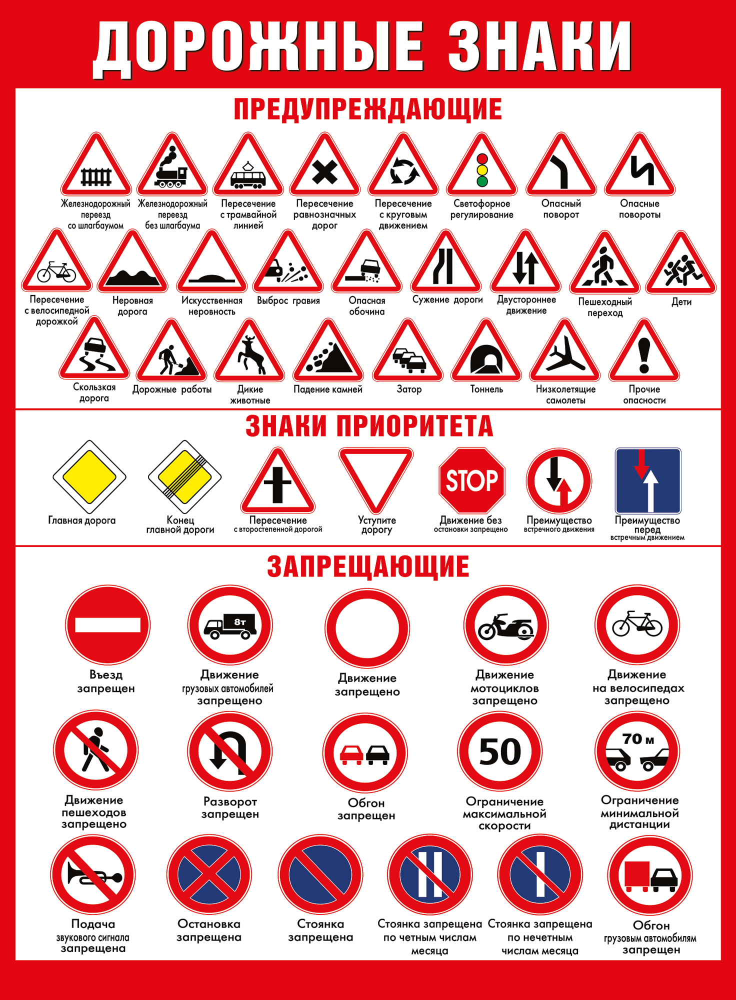 ДОРОЖНЫЕ ЗНАКИ
ПРЕДУПРЕЖДАЮЩИЕ
Железнодорожный
переезд
со шлагбаумом
Железнодорожный
переезд
без шлагбаума
Пересечение
с трамвайной
линией
Пересечение
равнозначных
дорог
Пересечение
с круговым
движением
Светофорное
регулирование
Опасный
поворот
Опасные
повороты
Пересечение
с велосипедной
дорожкой
Неровная
дорога
Искусственная
неровность
Выброс гравия
Опасная
обочина
Сужение дороги
Двустороннее
движение
Пешеходный
переход
Дети
Скользкая
дорога
Дорожные работы
Дикие
животные
Падение камней
Затор
Тоннель
Низколетящие
самолеты
Прочие
опасности
ЗНАКИ ПРИОРИТЕТА
Главная дорога
Конец
главной дороги
Пересечение
с второстепенной дорогой
Уступите
дорогу
STOP
Движение без
остановки запрещено
Преимущество
встречного движения
Преимущество
перед
встречным движением
ЗАПРЕЩАЮЩИЕ
Въезд
запрещен
8т
Движение
грузовых автомобилей
запрещено
Движение
запрещено
Движение
мотоциклов
запрещено
Движение
на велосипедах
запрещено
Движение
пешеходов
запрещено
Разворот
запрещен
Обгон
запрещен
50
Ограничение
максимальной
скорости
70 м
Ограничение
минимальной
дистанции
Подача
звукового сигнала
запрещена
Остановка
запрещена
Стоянка
запрещена
Стоянка запрещена
по четным числам
месяца
Стоянка запрещена
по нечетным
числам месяца
Обгон
грузовым автомобилям
запрещен